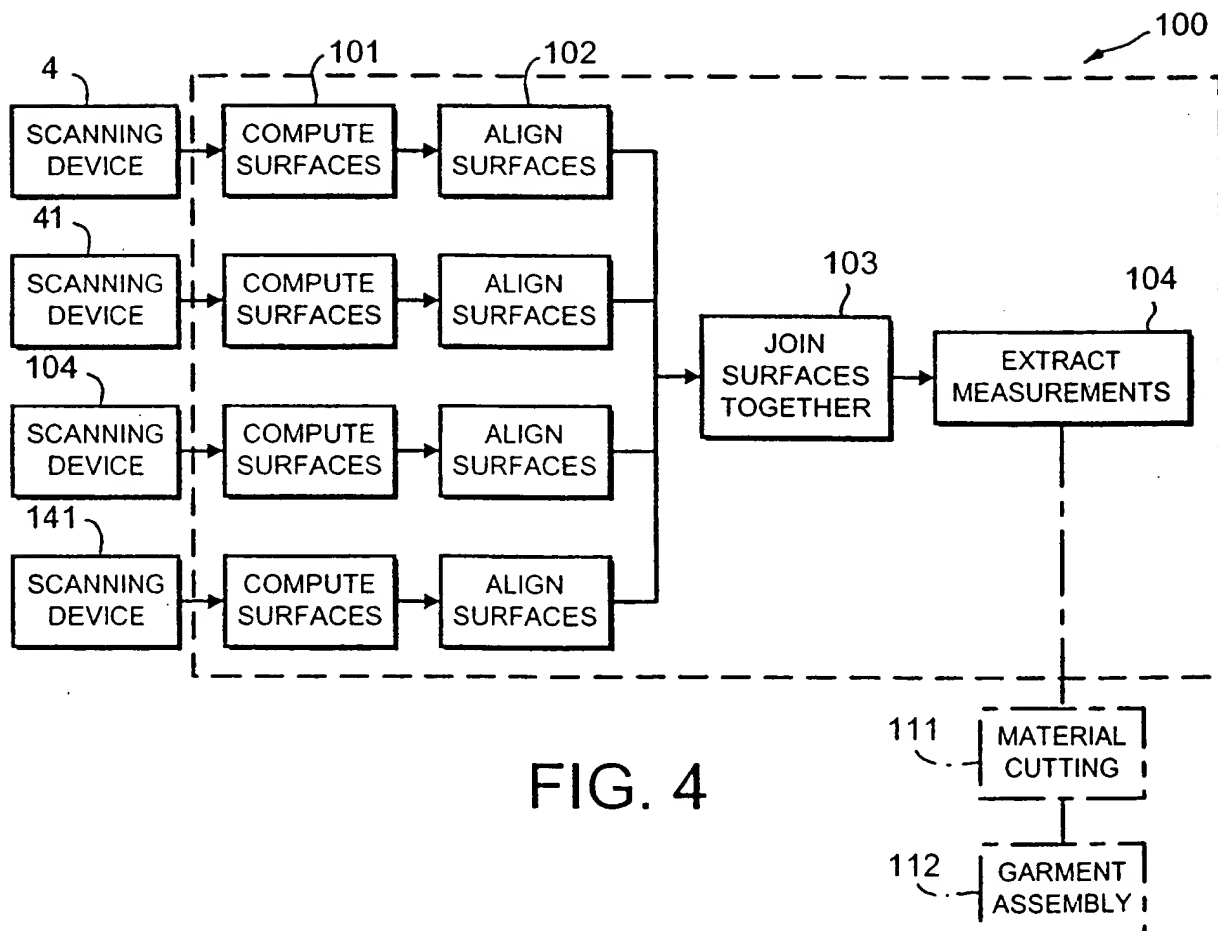 100
4
101
102
SCANNING
DEVICE
COMPUTE
SURFACES
ALIGN
SURFACES
41
SCANNING
DEVICE
COMPUTE
SURFACES
ALIGN
SURFACES
103
104
JOIN
SURFACES
TOGETHER
EXTRACT
MEASUREMENTS
104
SCANNING
DEVICE
COMPUTE
SURFACES
ALIGN
SURFACES
141
SCANNING
DEVICE
COMPUTE
SURFACES
ALIGN
SURFACES
111
MATERIAL
CUTTING
FIG. 4
112
GARMENT
ASSEMBLY